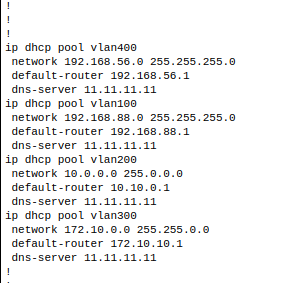 !
!
!
ip dhcp pool vlan400
 network 192.168.56.0 255.255.255.0
 default-router 192.168.56.1
 dns-server 11.11.11.11
ip dhcp pool vlan100
 network 192.168.88.0 255.255.255.0
 default-router 192.168.88.1
 dns-server 11.11.11.11
ip dhcp pool vlan200
 network 10.0.0.0 255.0.0.0
 default-router 10.10.0.1
 dns-server 11.11.11.11
ip dhcp pool vlan300
 network 172.10.0.0 255.255.0.0
 default-router 172.10.10.1
 dns-server 11.11.11.11
!